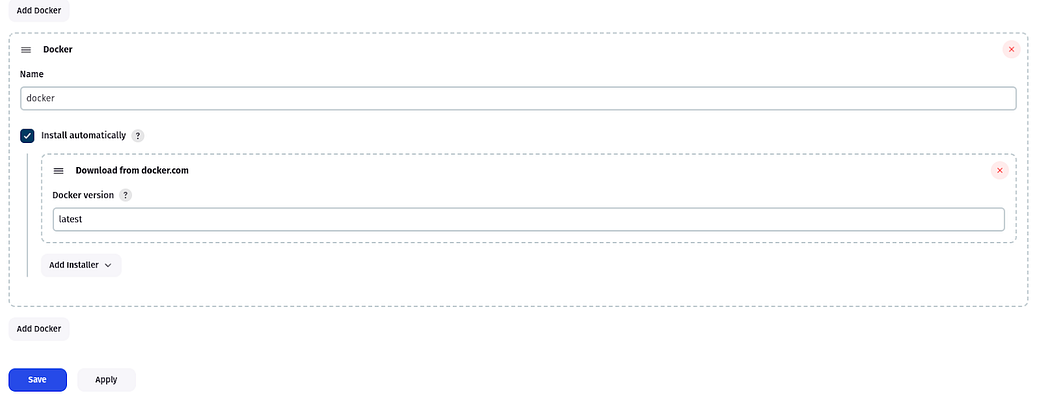 Add Docker
Docker
Name
docker
Install automatically ?
Download from docker.com
Docker version ?
latest
Add Installer
Add Docker
Save Apply